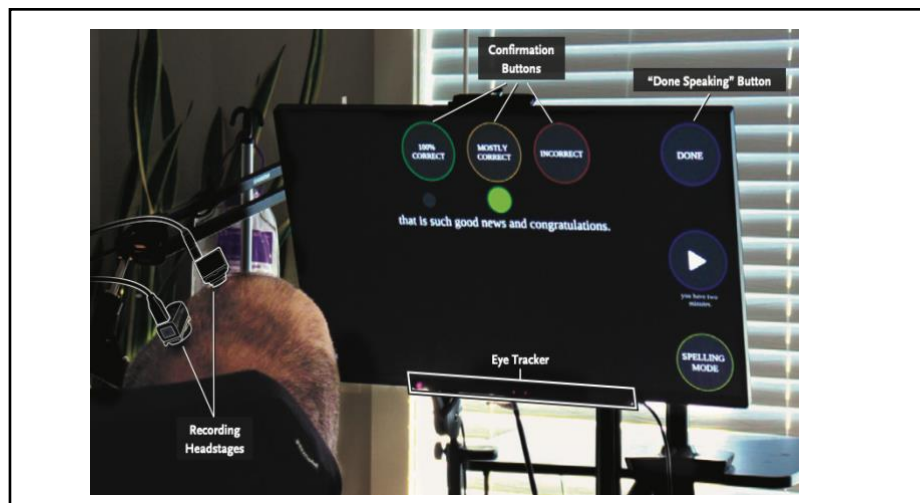 Confirmation
Buttons
"Done Speaking" Button
100%
CORRECT
MOSTLY
CORRECT
INCORRECT
DONE
that is such good news and congratulations.
you have two
minutes
SPELLING
MODE
Eye Tracker
Recording
Headstages